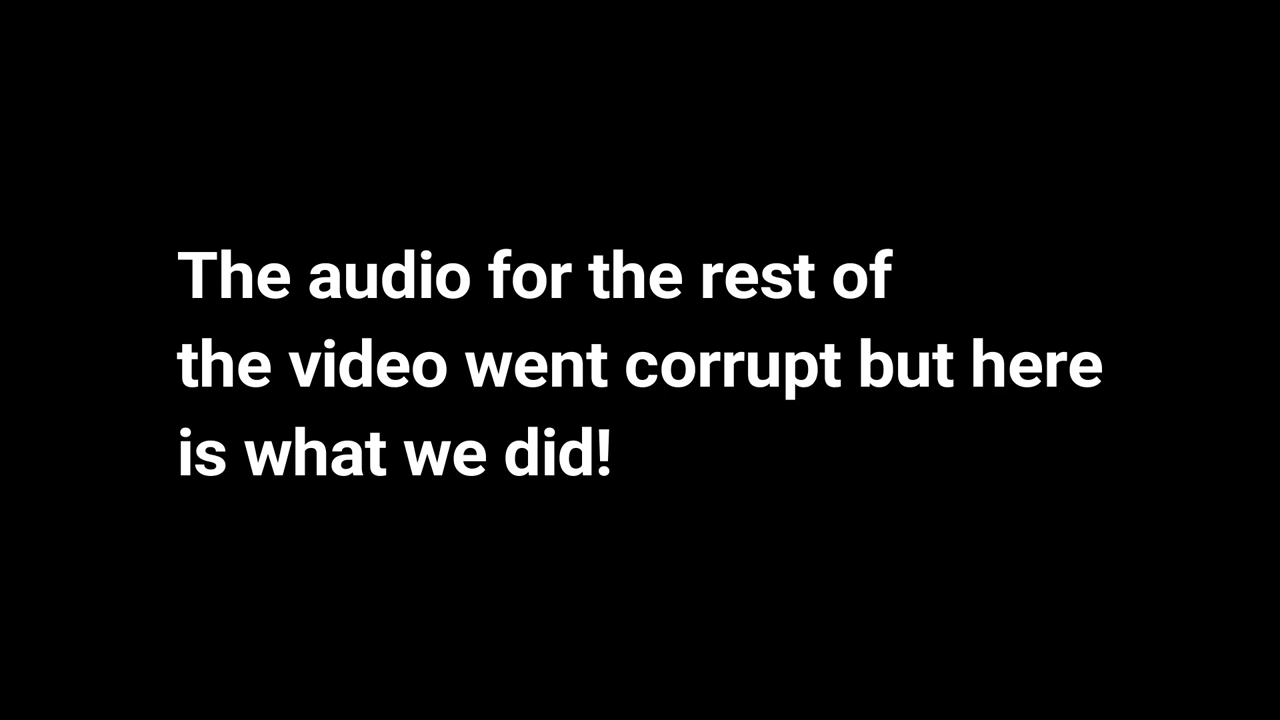 The audio for the rest of
the video went corrupt but here
is what we did!